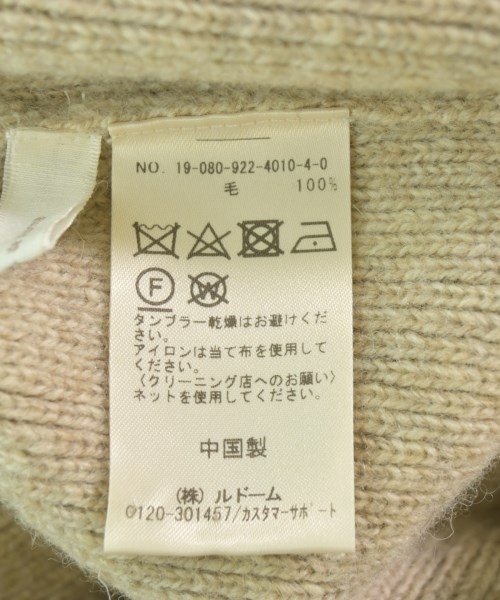 NO. 19-080-922-4010-4-0
毛 100%
F W
タンブラー乾燥はお避けくだ
さい。
アイロンは当て布を使用して
ください。
〈クリーニング店へのお願い〉
ネットを使用してください。
中国製
(株) ルドーム
0120-301457/カスタマーサポート